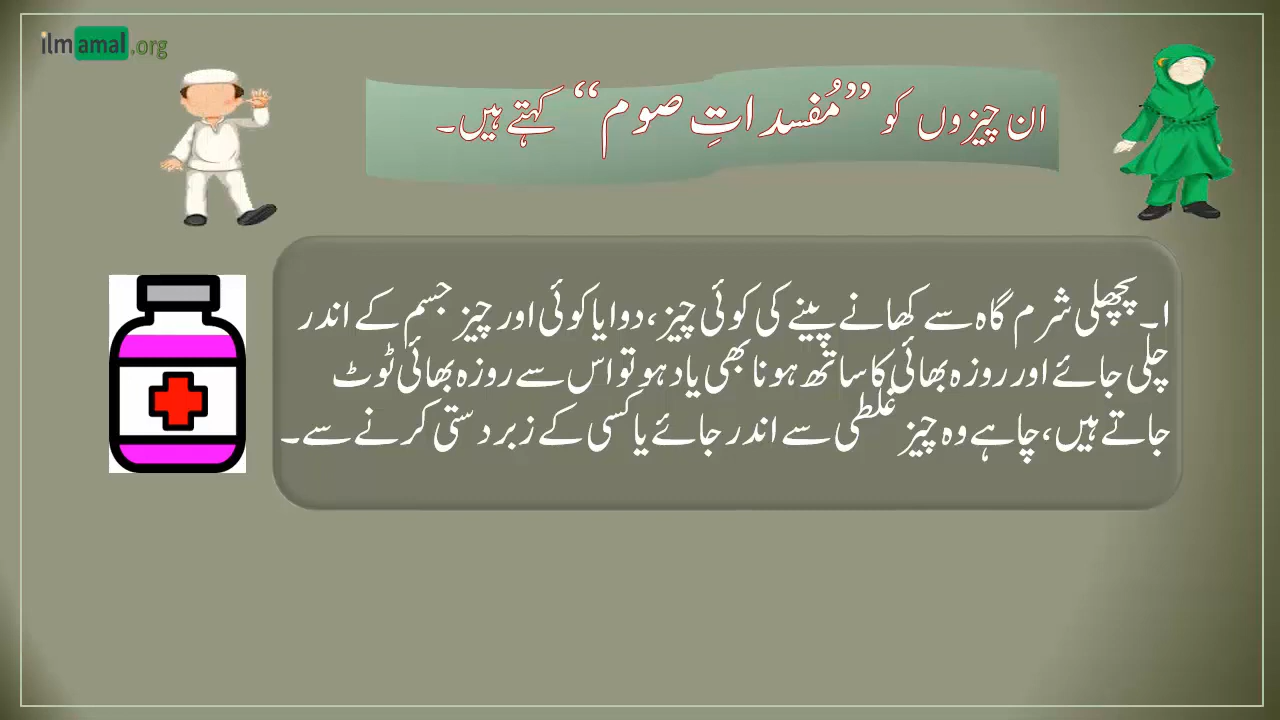 ilmamal.org
ان چیزوں کو ”مُفسداتِ صوم“ کہتے ہیں۔
۱۔ پچھلی شرم گاہ سے کھانے پینے کی کوئی چیز، دوا یا کوئی اور چیز جسم کے اندر
چلی جائے اور روزہ بھائی کا ساتھ ہونا بھی یاد ہو تو اس سے روزہ بھائی ٹوٹ
جاتے ہیں، چاہے وہ چیز غلطی سے اندر جائے یا کسی کے زبردستی کرنے سے۔